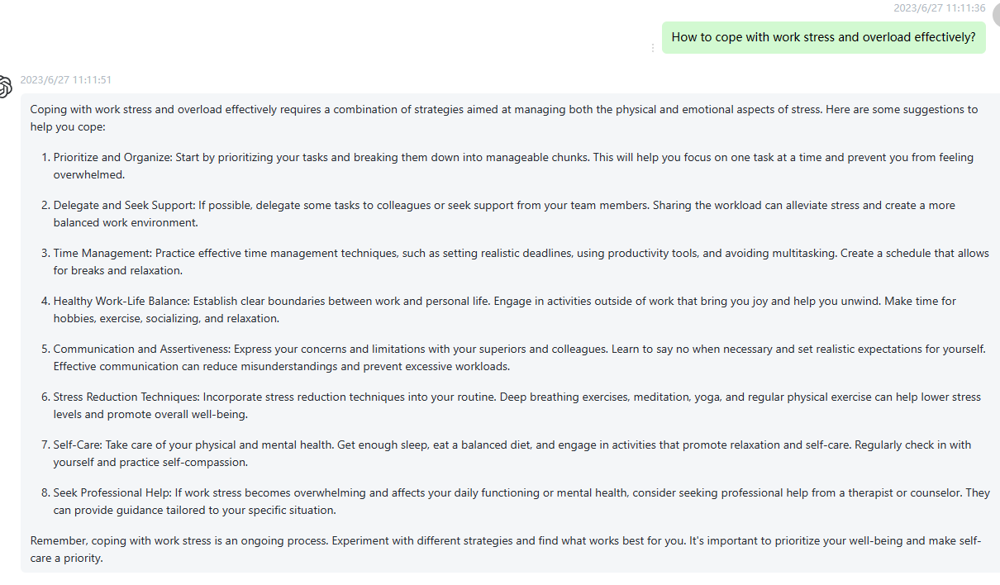 2023/6/27 11:11:36
How to cope with work stress and overload effectively?
2023/6/27 11:11:51
Coping with work stress and overload effectively requires a combination of strategies aimed at managing both the physical and emotional aspects of stress. Here are some suggestions to
help you cope:
1. Prioritize and Organize: Start by prioritizing your tasks and breaking them down into manageable chunks. This will help you focus on one task at a time and prevent you from feeling
overwhelmed.
2. Delegate and Seek Support: If possible, delegate some tasks to colleagues or seek support from your team members. Sharing the workload can alleviate stress and create a more
balanced work environment.
3. Time Management: Practice effective time management techniques, such as setting realistic deadlines, using productivity tools, and avoiding multitasking. Create a schedule that allows
for breaks and relaxation.
4. Healthy Work-Life Balance: Establish clear boundaries between work and personal life. Engage in activities outside of work that bring you joy and help you unwind. Make time for
hobbies, exercise, socializing, and relaxation.
5. Communication and Assertiveness: Express your concerns and limitations with your superiors and colleagues. Learn to say no when necessary and set realistic expectations for yourself.
Effective communication can reduce misunderstandings and prevent excessive workloads.
6. Stress Reduction Techniques: Incorporate stress reduction techniques into your routine. Deep breathing exercises, meditation, yoga, and regular physical exercise can help lower stress
levels and promote overall well-being.
7. Self-Care: Take care of your physical and mental health. Get enough sleep, eat a balanced diet, and engage in activities that promote relaxation and self-care. Regularly check in with
yourself and practice self-compassion.
8. Seek Professional Help: If work stress becomes overwhelming and affects your daily functioning or mental health, consider seeking professional help from a therapist or counselor. They
can provide guidance tailored to your specific situation.
Remember, coping with work stress is an ongoing process. Experiment with different strategies and find what works best for you. It's important to prioritize your well-being and make self-
care a priority.